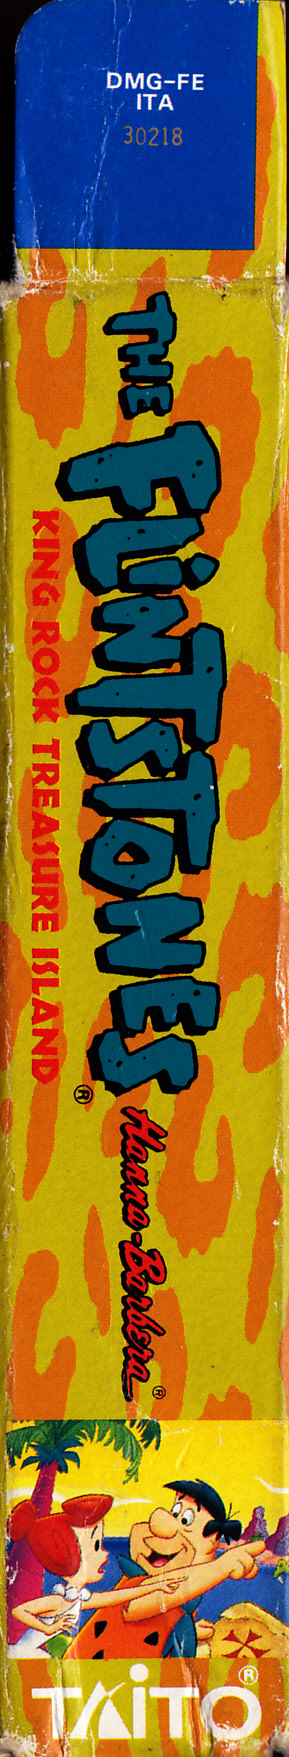 DMG-FE
ITA
30218
THE FLiNTSTONES
KING ROCK TREASURE ISLAND
®
Hanna-Barbera®
TAiTO®